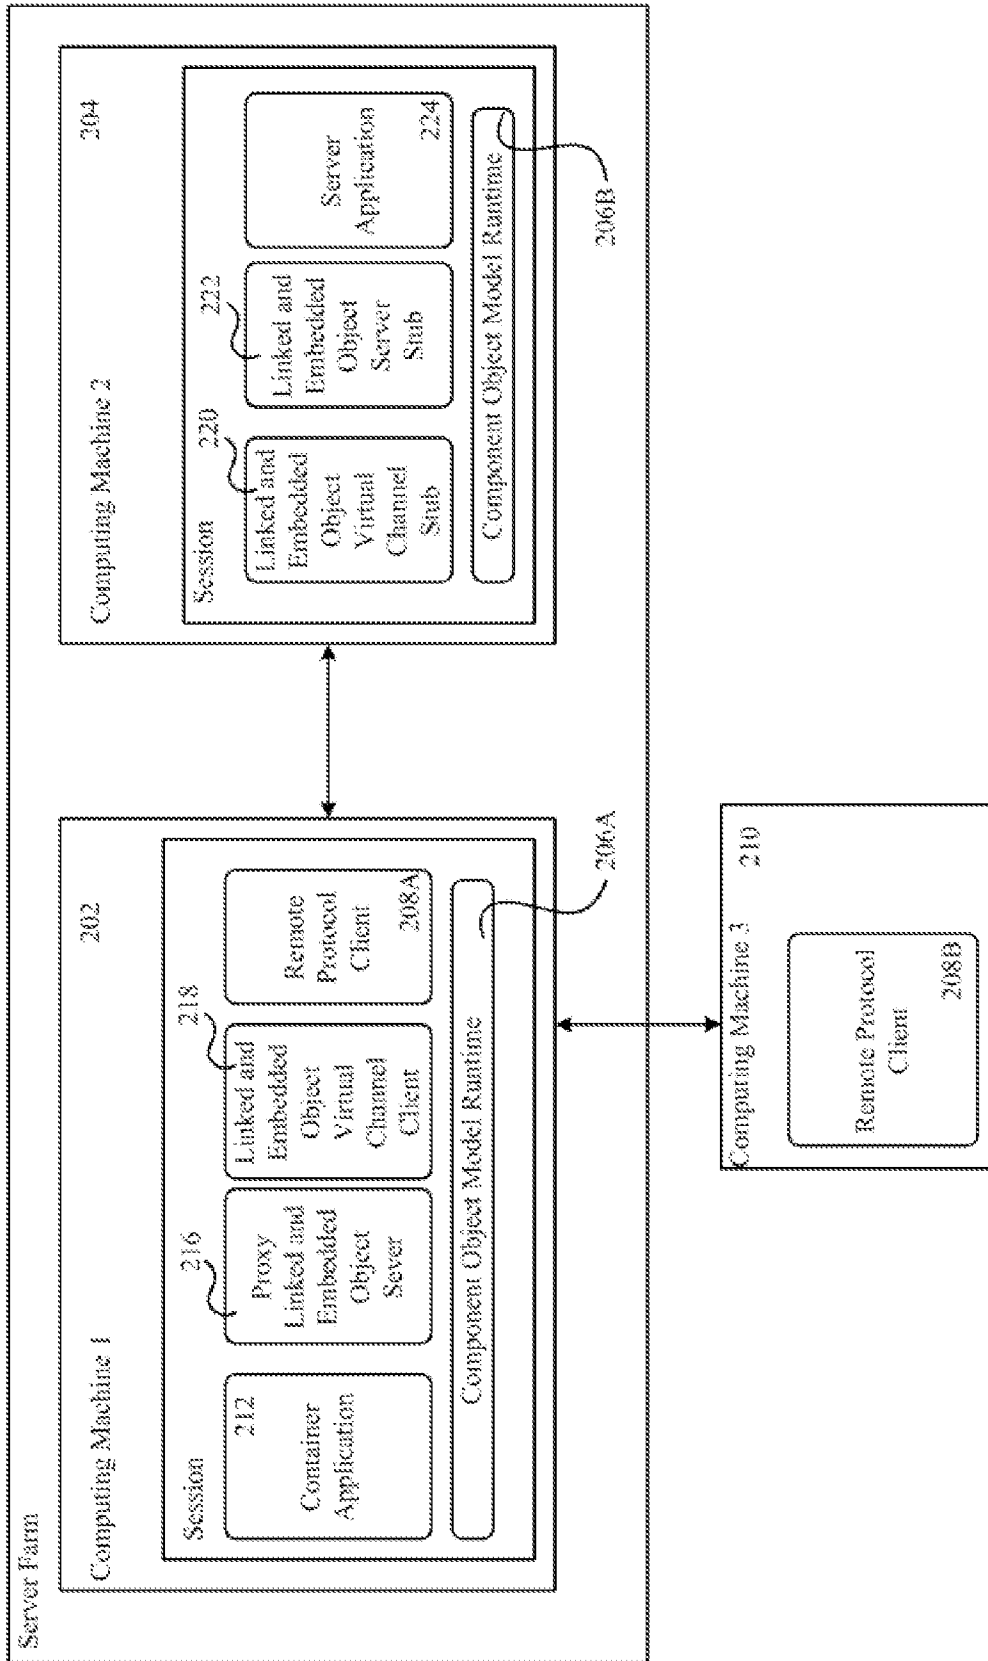 Server Farm
Computing Machine 1
202
Session
212
Container
Application
216
Proxy
Linked and
Embedded
Object
Sever
218
Linked and
Embedded
Object
Virtual
Channel
Client
Remote
Protocol
Client
208A
Component Object Model Runtime
206A
Computing Machine 2
204
Session
220
Linked and
Embedded
Object
Virtual
Channel
Stub
222
Linked and
Embedded
Object
Server
Stub
Server
Application
224
Component Object Model Runtime
206B
Computing Machine 3
210
Remote Protocol
Client
208B